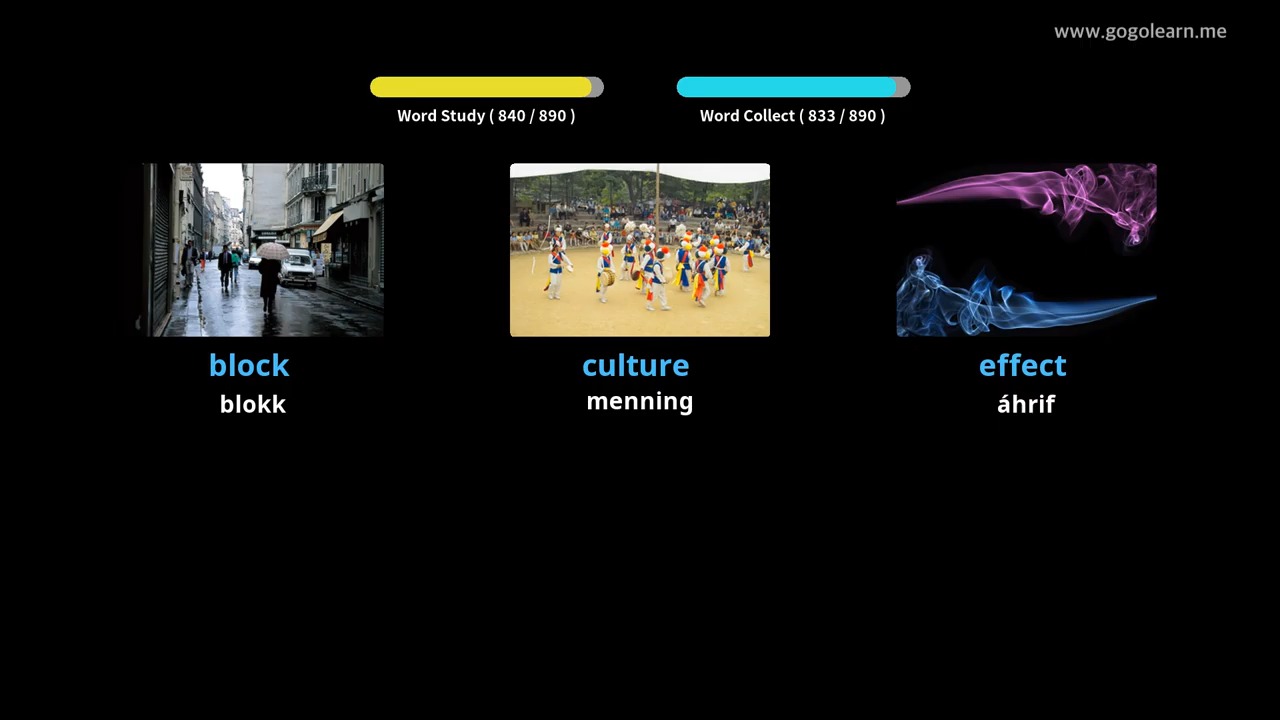 www.gogolearn.me
Word Study ( 840 / 890 )
Word Collect ( 833 / 890 )
block
culture
effect
blokk
menning
áhrif